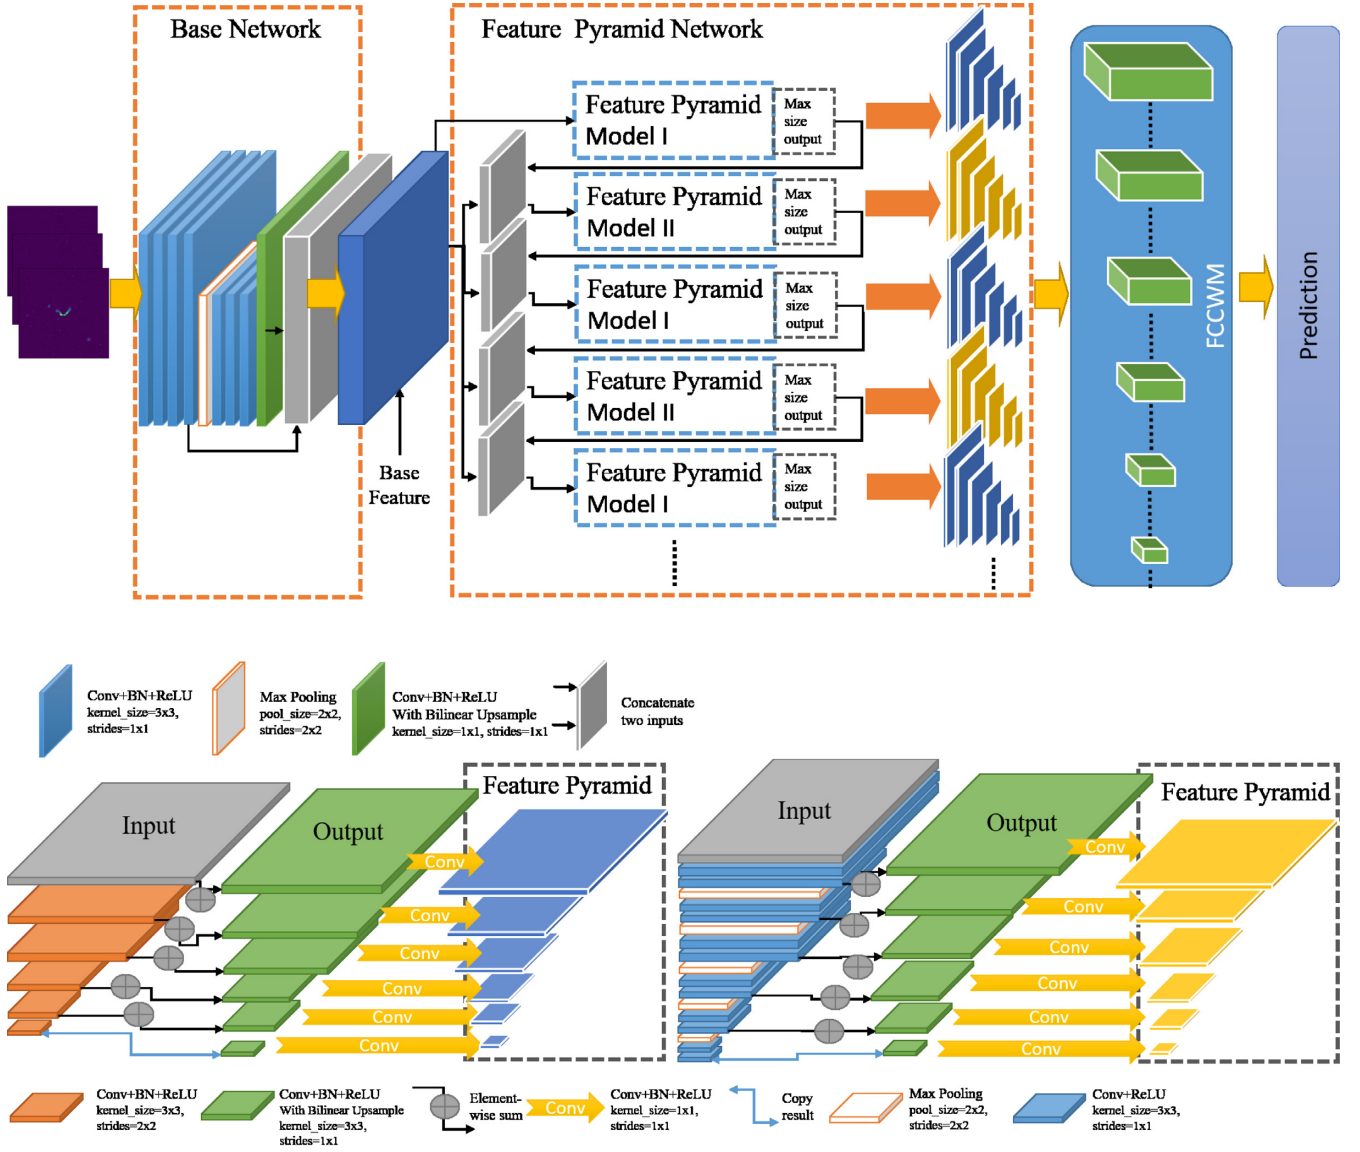 Base Network
Feature Pyramid Network
Feature Pyramid
Model I
Max
size
output
Feature Pyramid
Model II
Max
size
output
Feature Pyramid
Model I
Max
size
output
Feature Pyramid
Model II
Max
size
output
Feature Pyramid
Model I
Max
size
output
Base
Feature
FCCWM
Prediction
Conv+BN+ReLU
kernel_size=3x3,
strides=1x1
Max Pooling
pool_size=2x2,
strides=2x2
Conv+BN+ReLU
With Bilinear Upsample
kernel_size=1x1, strides=1x1
Concatenate
two inputs
Input
Output
Feature Pyramid
Conv
Conv
Conv
Conv
Conv
Conv
Input
Output
Feature Pyramid
Conv
Conv
Conv
Conv
Conv
Conv
Conv+BN+ReLU
kernel_size=3x3,
strides=2x2
Conv+BN+ReLU
With Bilinear Upsample
kernel_size=3x3,
strides=1x1
Element-
wise sum
Conv
Conv+BN+ReLU
kernel_size=1x1,
strides=1x1
Copy
result
Max Pooling
pool_size=2x2,
strides=2x2
Conv+ReLU
kernel_size=3x3,
strides=1x1